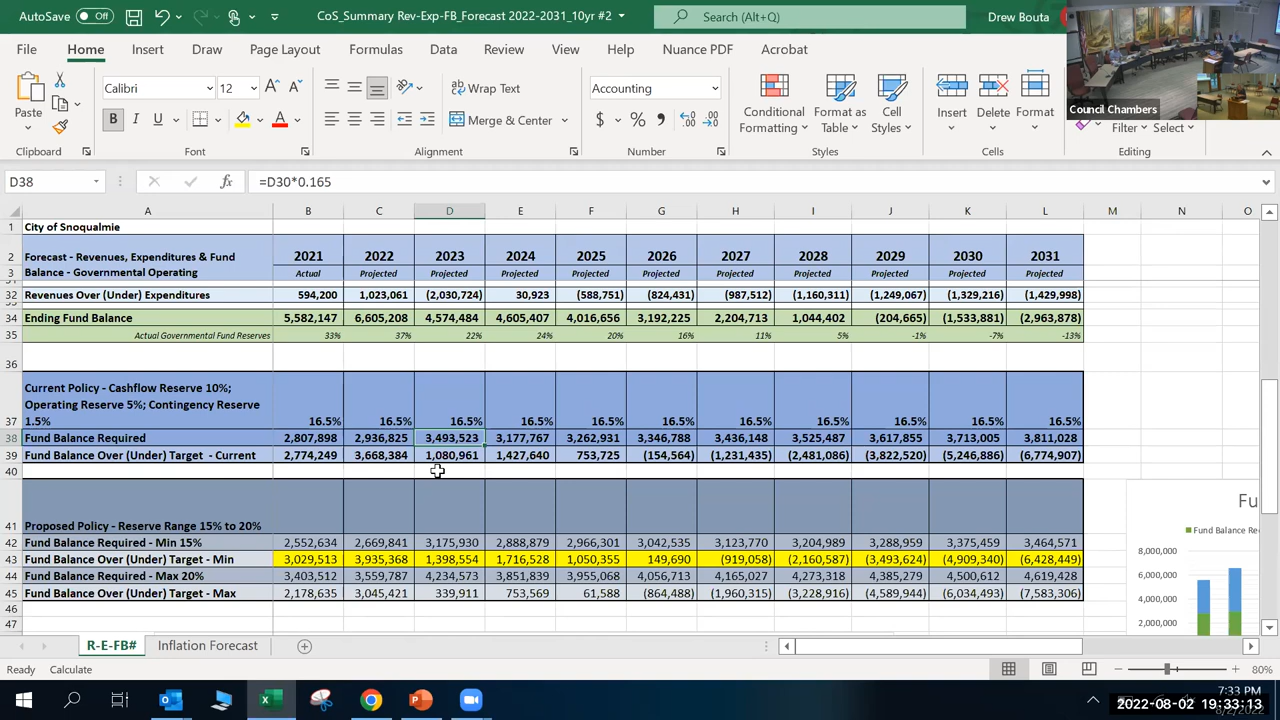 AutoSave Off CoS_Summary Rev-Exp-FB_Forecast 2022-2031_10yr #2 Search (Alt+Q) Drew Bouta
File Home Insert Draw Page Layout Formulas Data Review View Help Nuance PDF Acrobat
Council Chambers
Paste Calibri 12 Wrap Text Accounting Conditional Formatting Format as Table Cell Styles Insert Delete Format
B I U Merge & Center $ % Filter Select
Clipboard Font Alignment Number Styles Cells Editing
D38 fx =D30*0.165
A B C D E F G H I J K L M N O
1 City of Snoqualmie
2 Forecast - Revenues, Expenditures & Fund 2021 2022 2023 2024 2025 2026 2027 2028 2029 2030 2031
3 Balance - Governmental Operating Actual Projected Projected Projected Projected Projected Projected Projected Projected Projected Projected
32 Revenues Over (Under) Expenditures 594,200 1,023,061 (2,030,724) 30,923 (588,751) (824,431) (987,512) (1,160,311) (1,249,067) (1,329,216) (1,429,998)
34 Ending Fund Balance 5,582,147 6,605,208 4,574,484 4,605,407 4,016,656 3,192,225 2,204,713 1,044,402 (204,665) (1,533,881) (2,963,878)
35 Actual Governmental Fund Reserves 33% 37% 22% 24% 20% 16% 11% 5% -1% -7% -13%
36
Current Policy - Cashflow Reserve 10%;
Operating Reserve 5%; Contingency Reserve
37 1.5% 16.5% 16.5% 16.5% 16.5% 16.5% 16.5% 16.5% 16.5% 16.5% 16.5% 16.5%
38 Fund Balance Required 2,807,898 2,936,825 3,493,523 3,177,767 3,262,931 3,346,788 3,436,148 3,525,487 3,617,855 3,713,005 3,811,028
39 Fund Balance Over (Under) Target - Current 2,774,249 3,668,384 1,080,961 1,427,640 753,725 (154,564) (1,231,435) (2,481,086) (3,822,520) (5,246,886) (6,774,907)
40
Fu
41 Proposed Policy - Reserve Range 15% to 20%
Fund Balance Re
42 Fund Balance Required - Min 15% 2,552,634 2,669,841 3,175,930 2,888,879 2,966,301 3,042,535 3,123,770 3,204,989 3,288,959 3,375,459 3,464,571
8,000,000
43 Fund Balance Over (Under) Target - Min 3,029,513 3,935,368 1,398,554 1,716,528 1,050,355 149,690 (919,058) (2,160,587) (3,493,624) (4,909,340) (6,428,449)
6,000,000
44 Fund Balance Required - Max 20% 3,403,512 3,559,787 4,234,573 3,851,839 3,955,068 4,056,713 4,165,027 4,273,318 4,385,279 4,500,612 4,619,428
45 Fund Balance Over (Under) Target - Max 2,178,635 3,045,421 339,911 753,569 61,588 (864,488) (1,960,315) (3,228,916) (4,589,944) (6,034,493) (7,583,306)
4,000,000
46
2,000,000
47
R-E-FB# Inflation Forecast
Ready Calculate 80%
7:33 PM
2022-08-02 19:33:13